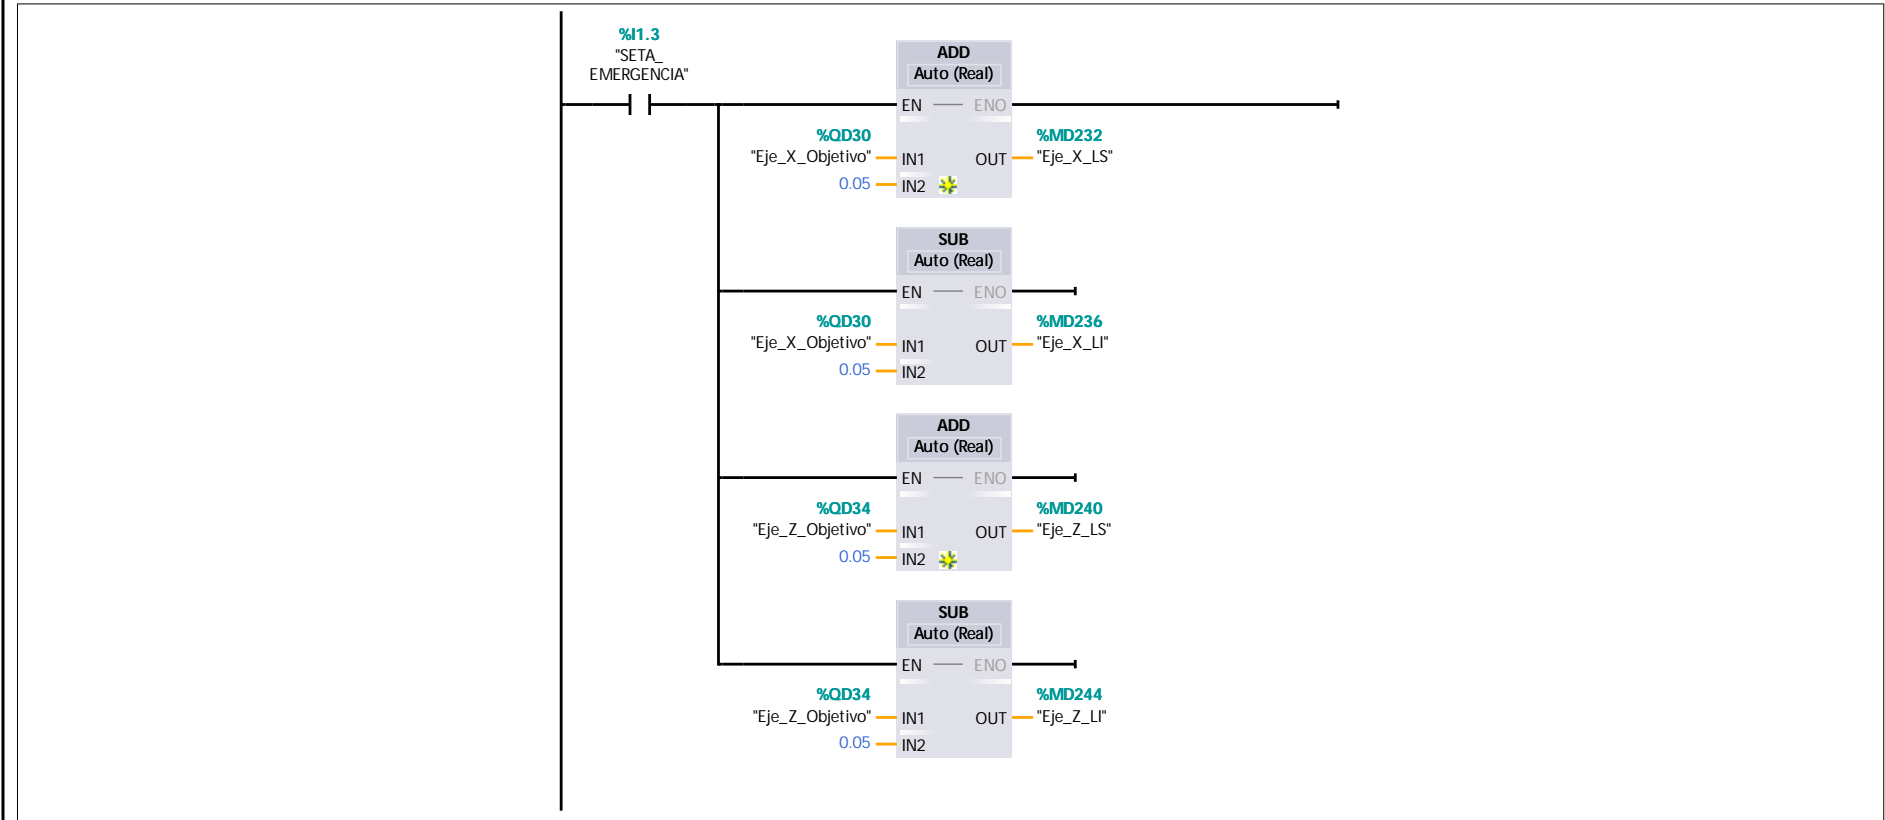 %I1.3
"SETA_
EMERGENCIA"
ADD
Auto (Real)
EN
ENO
%QD30
"Eje_X_Objetivo"
IN1
0.05
IN2
OUT
%MD232
"Eje_X_LS"
SUB
Auto (Real)
EN
ENO
%QD30
"Eje_X_Objetivo"
IN1
0.05
IN2
OUT
%MD236
"Eje_X_LI"
ADD
Auto (Real)
EN
ENO
%QD34
"Eje_Z_Objetivo"
IN1
0.05
IN2
OUT
%MD240
"Eje_Z_LS"
SUB
Auto (Real)
EN
ENO
%QD34
"Eje_Z_Objetivo"
IN1
0.05
IN2
OUT
%MD244
"Eje_Z_LI"